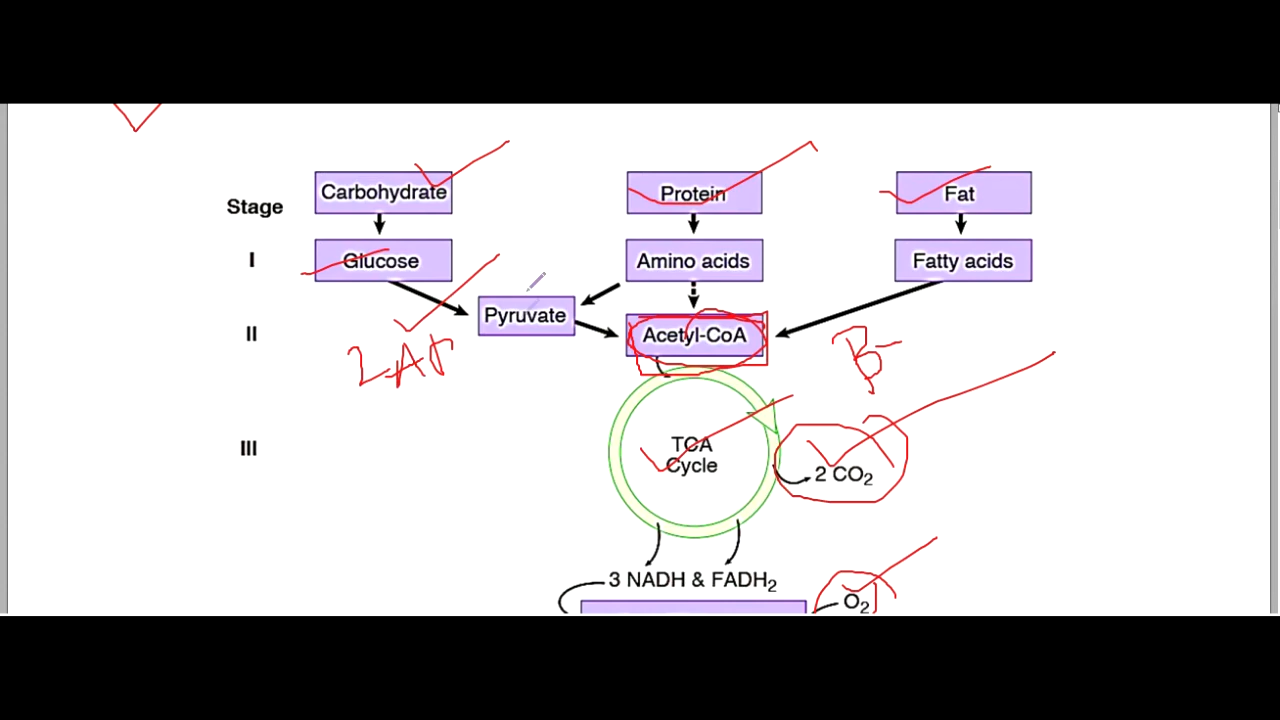 Carbohydrate Protein Fat
Stage
I Glucose Amino acids Fatty acids
Pyruvate
II Acetyl-CoA
III TCA
Cycle
2 CO₂
3 NADH & FADH₂
O₂